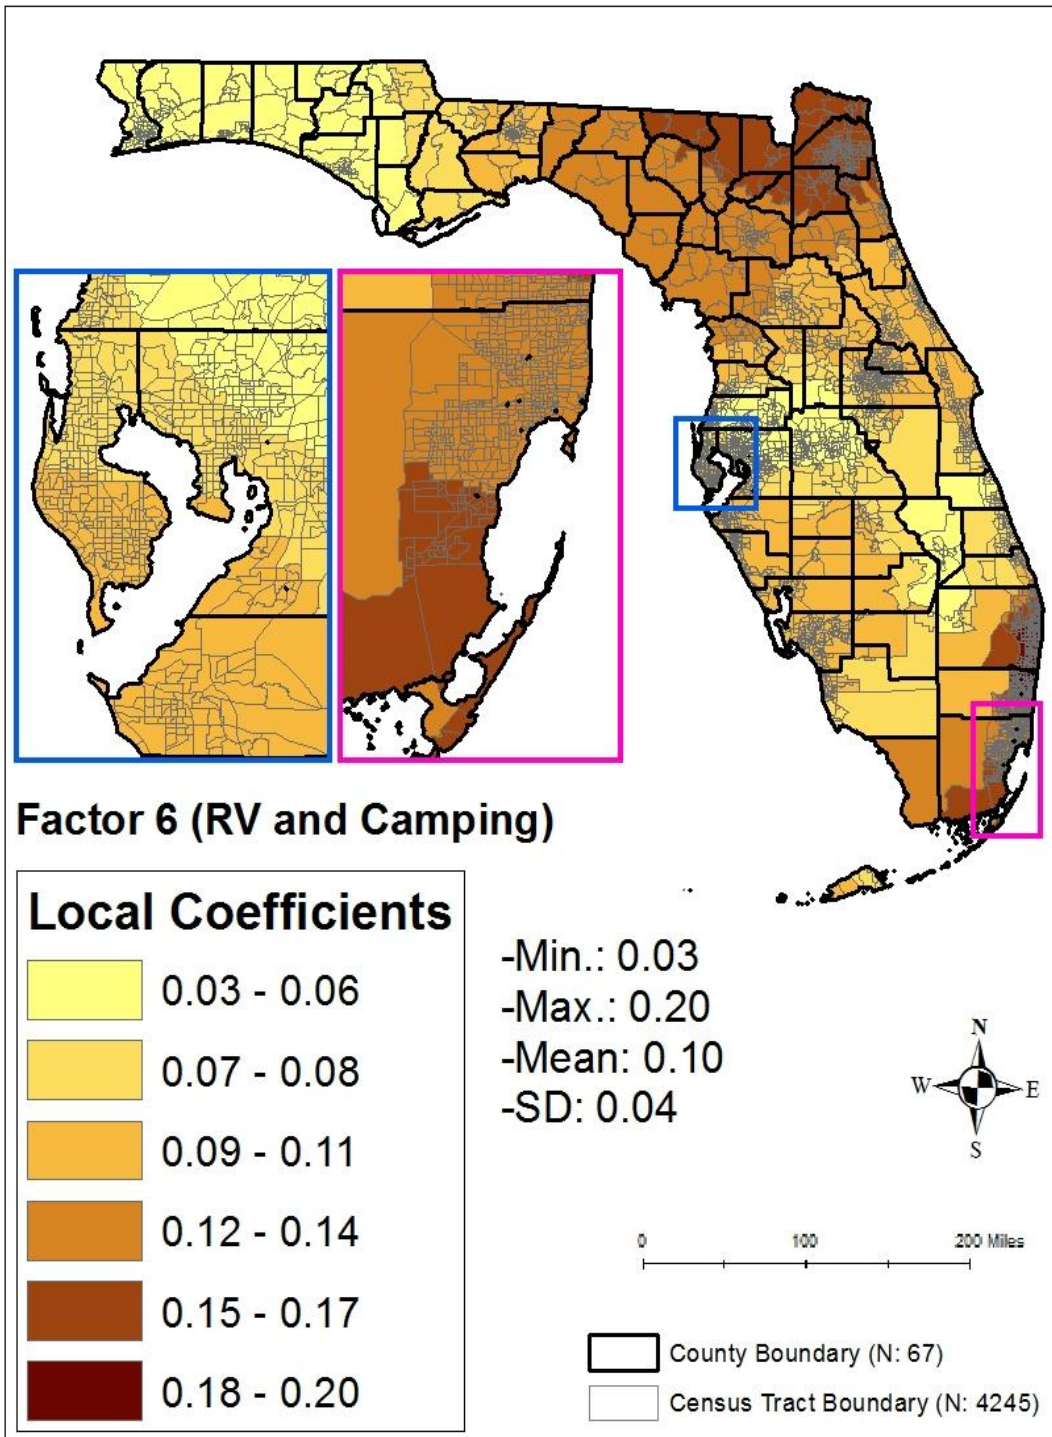 Factor 6 (RV and Camping)
Local Coefficients
0.03 - 0.06
0.07 - 0.08
0.09 - 0.11
0.12 - 0.14
0.15 - 0.17
0.18 - 0.20
-Min.: 0.03
-Max.: 0.20
-Mean: 0.10
-SD: 0.04
N
W E
S
0 100 200 Miles
County Boundary (N: 67)
Census Tract Boundary (N: 4245)